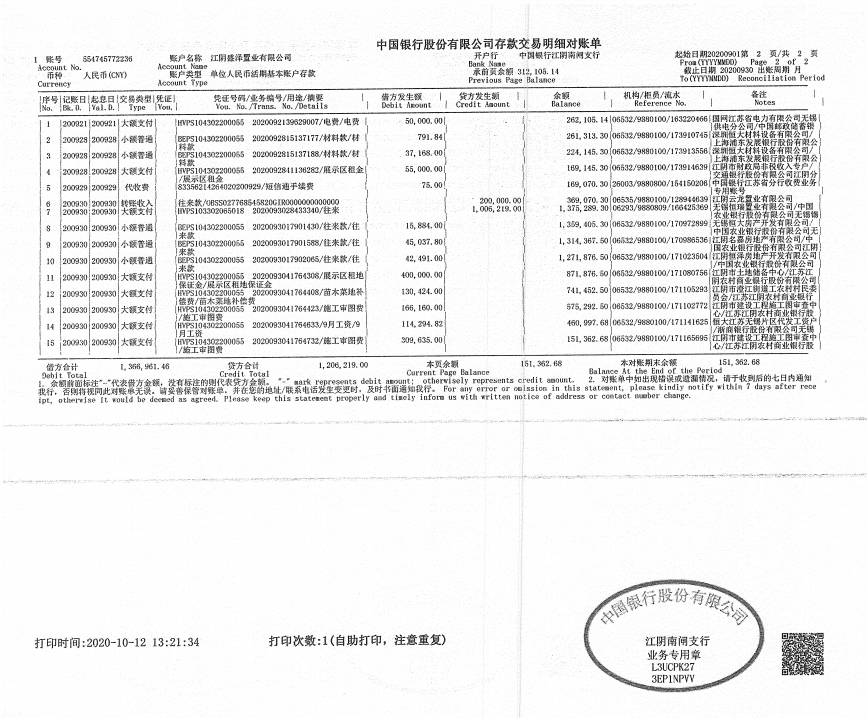 中国银行股份有限公司存款交易明细对账单
1 账号 554745772236 账户名称 江阴盛泽置业有限公司 开户行 中国银行江阴南闸支行 起始日期20200901第 2 页/共 2 页
Account No. Account Name Bank Name From(YYYYMMDD) Page 2 of 2
币种 人民币(CNY) 账户类型 单位人民币活期基本账户存款 承前页余额 312,105.14 截止日期 20200930 出账周期 月
Currency Account Type Previous Page Balance To(YYYYMMDD) Reconciliation Period
序号 记账日 起息日 交易类型 凭证 凭证号码/业务编号/用途/摘要 借方发生额 贷方发生额 余额 机构/柜员/流水 备注
No. Bk.D. Val.D. Type Vou. Vou. No./Trans. No./Details Debit Amount Credit Amount Balance Reference No. Notes
1 200921 200921 大额支付 HVPS104302200055 2020092139629007/电费/电费 50,000.00 262,105.14 06532/9880100/163220466 国网江苏省电力有限公司无锡
供电分公司/中国邮政储蓄银
2 200928 200928 小额普通 BEPS104302200055 2020092815137177/材料款/材 791.84 261,313.30 06532/9880100/173910745 深圳恒大材料设备有限公司/
料款 上海浦东发展银行股份有限公
3 200928 200928 小额普通 BEPS104302200055 2020092815137188/材料款/材 37,168.00 224,145.30 06532/9880100/173913556 深圳恒大材料设备有限公司/
料款 上海浦东发展银行股份有限公
4 200928 200928 大额支付 HVPS104302200055 2020092841136282/展示区租金 55,000.00 169,145.30 06532/9880100/173914639 江阴市财政局非税收入专户/
/展示区租金 交通银行股份有限公司江阴分
5 200929 200929 代收费 83356214264020200929/短信通手续费 75.00 169,070.30 26003/9880800/154150206 中国银行江苏省分行收费业务
专用账号
6 200930 200930 转账收入 往来款/OBSS027768545820GIR0000000000000 200,000.00 369,070.30 06535/9880100/128944639 江阴云龙置业有限公司
7 200930 200930 大额支付 HVPS103302065018 2020093028433340/往来 1,006,219.00 1,375,289.30 06293/9880809/166425369 无锡恒瑞置业有限公司/中国
农业银行股份有限公司无锡锡
8 200930 200930 小额普通 BEPS104302200055 2020093017901430/往来款/往 15,884.00 1,359,405.30 06532/9880100/170972899 无锡恒大房产开发有限公司/
来款 中国农业银行股份有限公司无
9 200930 200930 小额普通 BEPS104302200055 2020093017901588/往来款/往 45,037.80 1,314,367.50 06532/9880100/170986536 江阴名嘉房地产有限公司/中
来款 国农业银行股份有限公司江阴
10 200930 200930 小额普通 BEPS104302200055 2020093017902065/往来款/往 42,491.00 1,271,876.50 06532/9880100/171023504 江阴恒泽房地产开发有限公司
来款 /中国农业银行股份有限公司
11 200930 200930 大额支付 HVPS104302200055 2020093041764308/展示区租地 400,000.00 871,876.50 06532/9880100/171080756 江阴市土地储备中心/江苏江
保证金/展示区租地保证金 阴农村商业银行股份有限公司
12 200930 200930 大额支付 HVPS104302200055 2020093041764408/苗木菜地补 130,424.00 741,452.50 06532/9880100/171105293 江阴市澄江街道工农村村民委
偿费/苗木菜地补偿费 员会/江苏江阴农村商业银行
13 200930 200930 大额支付 HVPS104302200055 2020093041764423/施工审图费 166,160.00 575,292.50 06532/9880100/171102772 江阴市建设工程施工图审查中
/施工审图费 心/江苏江阴农村商业银行股
14 200930 200930 大额支付 HVPS104302200055 2020093041764633/9月工资/9 114,294.82 460,997.68 06532/9880100/171141625 恒大江苏无锡片区代发工资户
月工资 /浙商银行股份有限公司无锡
15 200930 200930 大额支付 HVPS104302200055 2020093041764732/施工审图费 309,635.00 151,362.68 06532/9880100/171165695 江阴市建设工程施工图审查中
/施工审图费 心/江苏江阴农村商业银行股
借方合计 1,366,961.46 贷方合计 1,206,219.00 本页余额 151,362.68 本对账期末余额 151,362.68
Debit Total Credit Total Current Page Balance Balance At the End of the Period
1. 余额前面标注"-"代表借方金额, 没有标注的则代表贷方金额。 "-" mark represents debit amount; otherwisely represents credit amount. 2. 对账单中如出现错误或遗漏情况, 请于收到后的七日内通知
我行, 否则将视同此对账单无误, 请妥善保管对账单, 并在您的地址/联系电话发生变更时, 及时书面通知我行。 For any error or omission in this statement, please kindly notify within 7 days after rece
ipt, otherwise it would be deemed as agreed. Please keep this statement properly and timely inform us with written notice of address or contact number change.
中国银行股份有限公司
江阴南闸支行
业务专用章
L3UCPK27
3EP1NPVV
打印时间:2020-10-12 13:21:34 打印次数:1(自助打印, 注意重复)